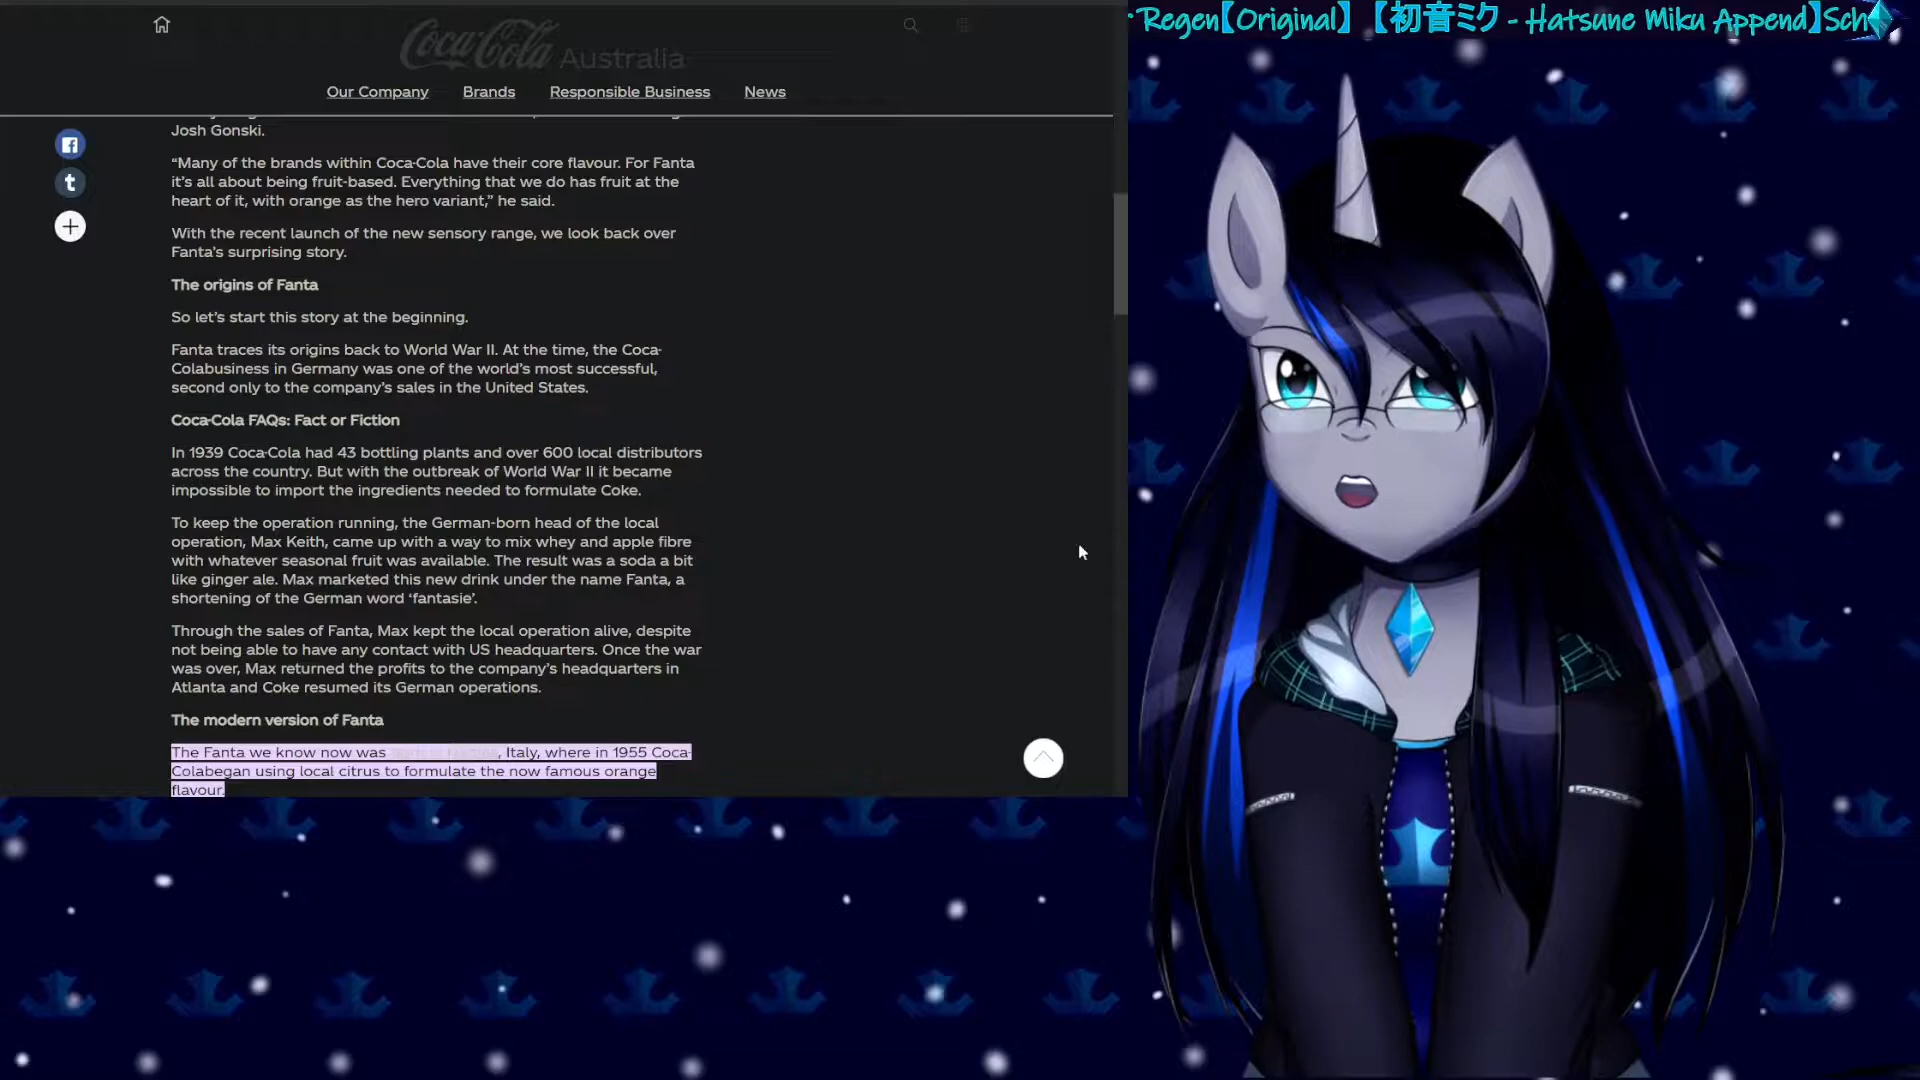 Regen【Original】【初音ミク - Hatsune Miku Append】Sch
Coca-Cola Australia
Our Company Brands Responsible Business News
Josh Gonski.
“Many of the brands within Coca-Cola have their core flavour. For Fanta
it’s all about being fruit-based. Everything that we do has fruit at the
heart of it, with orange as the hero variant,” he said.
With the recent launch of the new sensory range, we look back over
Fanta’s surprising story.
The origins of Fanta
So let’s start this story at the beginning.
Fanta traces its origins back to World War II. At the time, the Coca-
Colabusiness in Germany was one of the world’s most successful,
second only to the company’s sales in the United States.
Coca-Cola FAQs: Fact or Fiction
In 1939 Coca-Cola had 43 bottling plants and over 600 local distributors
across the country. But with the outbreak of World War II it became
impossible to import the ingredients needed to formulate Coke.
To keep the operation running, the German-born head of the local
operation, Max Keith, came up with a way to mix whey and apple fibre
with whatever seasonal fruit was available. The result was a soda a bit
like ginger ale. Max marketed this new drink under the name Fanta, a
shortening of the German word ‘fantasie’.
Through the sales of Fanta, Max kept the local operation alive, despite
not being able to have any contact with US headquarters. Once the war
was over, Max returned the profits to the company’s headquarters in
Atlanta and Coke resumed its German operations.
The modern version of Fanta
The Fanta we know now was , Italy, where in 1955 Coca-
Colabegan using local citrus to formulate the now famous orange
flavour.